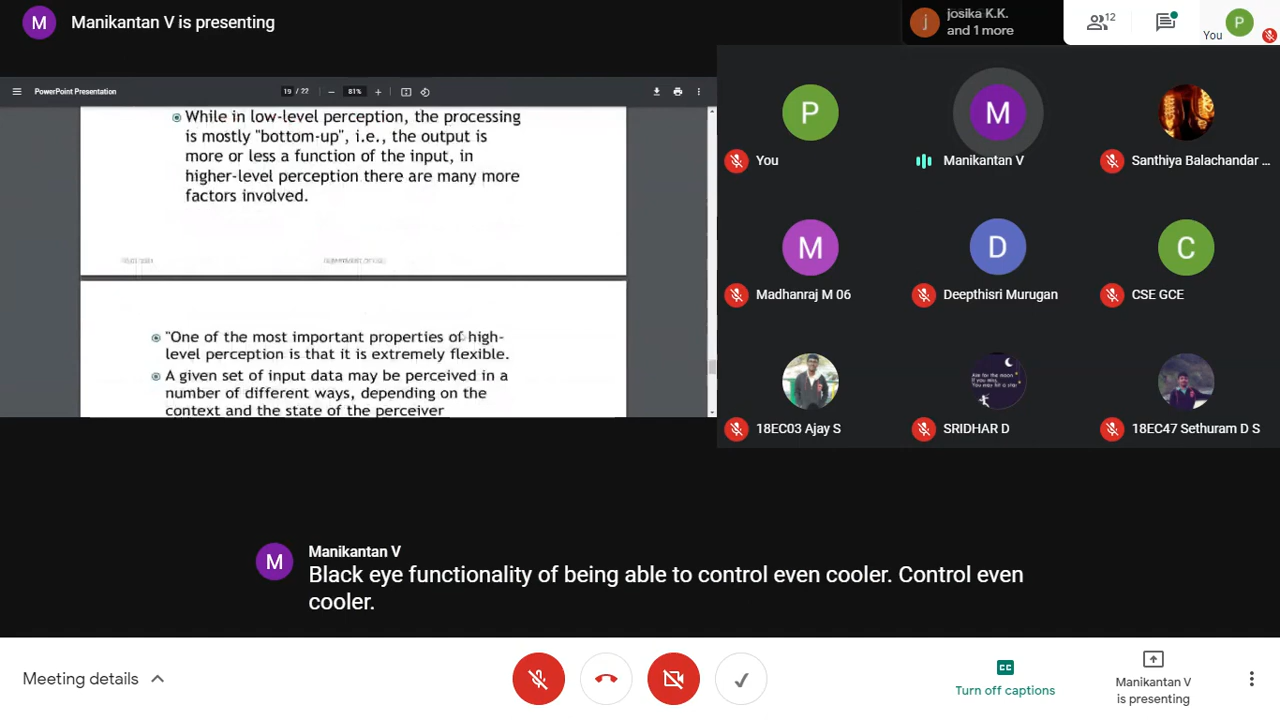 M Manikantan V is presenting
j josika K.K.
and 1 more
12
You
P
PowerPoint Presentation
19 / 22
81%
While in low-level perception, the processing
is mostly "bottom-up", i.e., the output is
more or less a function of the input, in
higher-level perception there are many more
factors involved.
"One of the most important properties of high-
level perception is that it is extremely flexible.
A given set of input data may be perceived in a
number of different ways, depending on the
context and the state of the perceiver
P
M
You
Manikantan V
Santhiya Balachandar ...
M
D
C
Madhanraj M 06
Deepthisri Murugan
CSE GCE
18EC03 Ajay S
SRIDHAR D
18EC47 Sethuram D S
M
Manikantan V
Black eye functionality of being able to control even cooler. Control even
cooler.
Meeting details
CC
Turn off captions
Manikantan V
is presenting